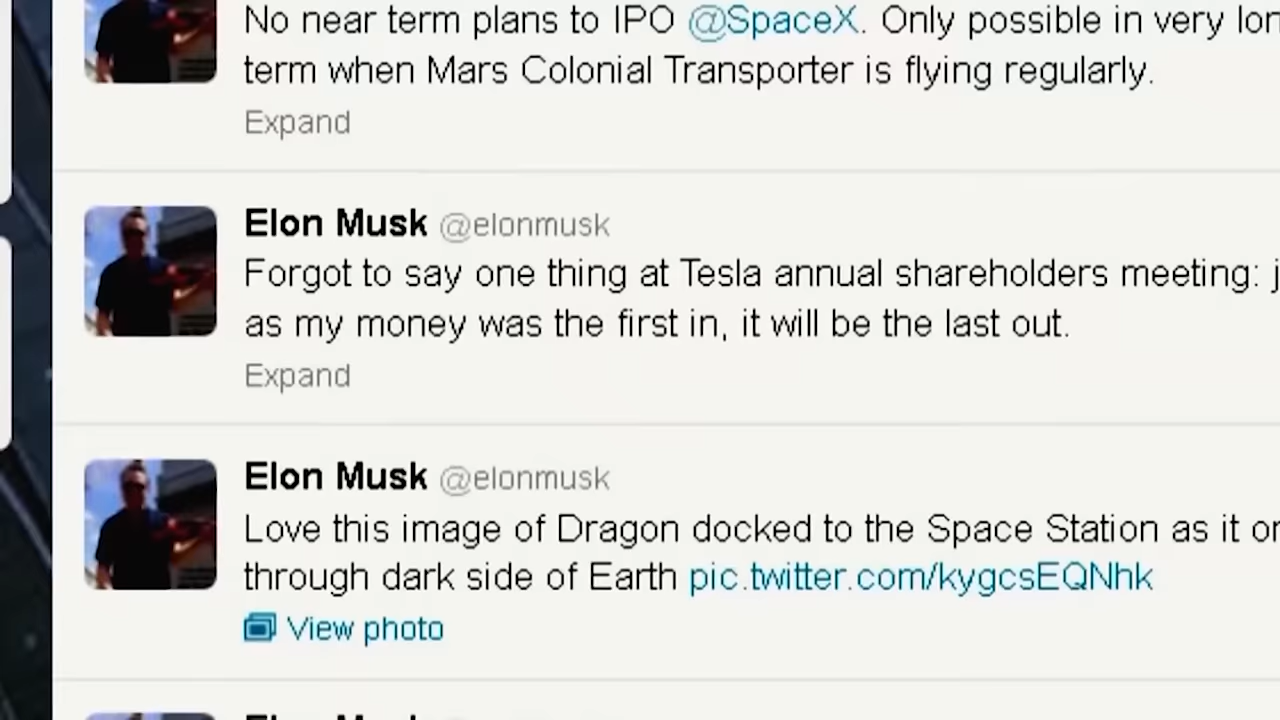 No near term plans to IPO @SpaceX. Only possible in very
term when Mars Colonial Transporter is flying regularly.
Expand
Elon Musk @elonmusk
Forgot to say one thing at Tesla annual shareholders meeting:
as my money was the first in, it will be the last out.
Expand
Elon Musk @elonmusk
Love this image of Dragon docked to the Space Station as it
through dark side of Earth pic.twitter.com/kygcsEQNhk
View photo
Elon Musk